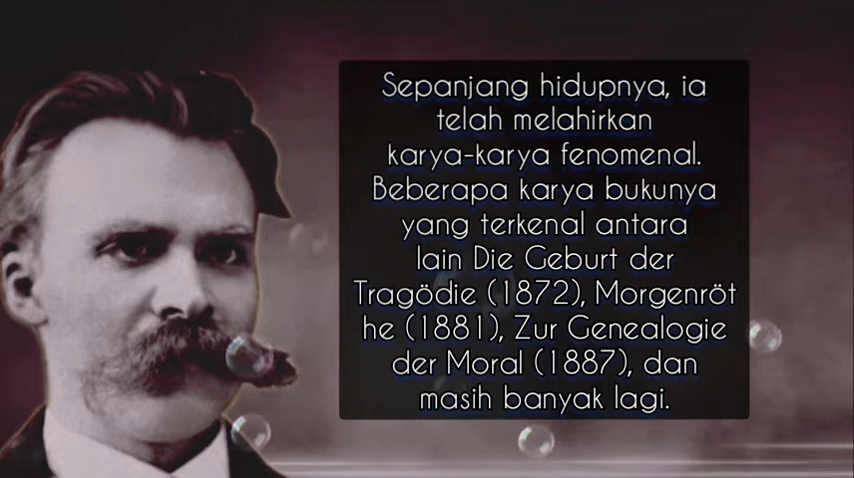 Sepanjang hidupnya, ia
telah melahirkan
karya-karya fenomenal.
Beberapa karya bukunya
yang terkenal antara
lain Die Geburt der
Tragödie (1872), Morgenröt
he (1881), Zur Genealogie
der Moral (1887), dan
masih banyak lagi.